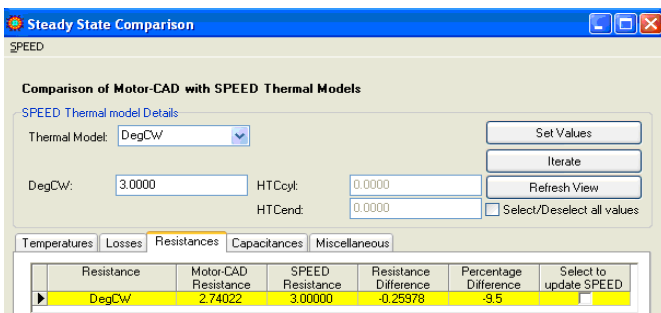 Steady State Comparison
SPEED
Comparison of Motor-CAD with SPEED Thermal Models
SPEED Thermal model Details
Thermal Model: DegCW Set Values
Iterate
DegCW: 3.0000 HTCcyl: 0.0000 Refresh View
HTCend: 0.0000 Select/Deselect all values
Temperatures Losses Resistances Capacitances Miscellaneous
Resistance Motor-CAD Resistance SPEED Resistance Resistance Difference Percentage Difference Select to update SPEED
DegCW 2.74022 3.00000 -0.25978 -9.5